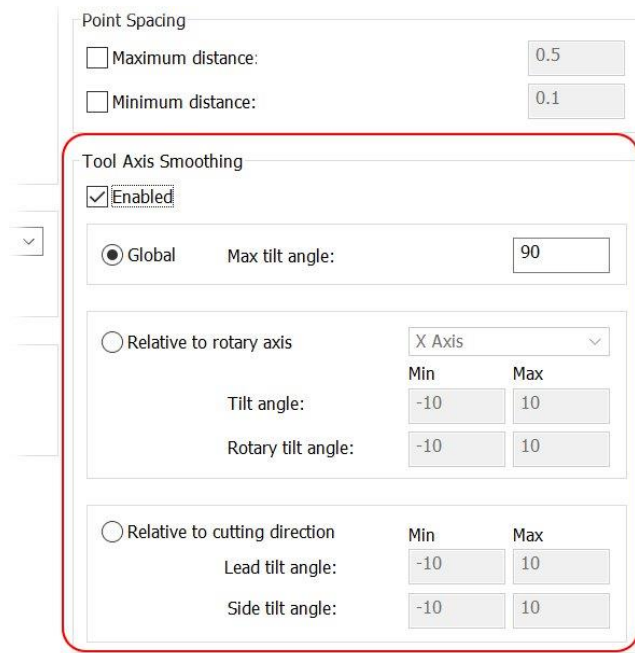 Point Spacing
Maximum distance: 0.5
Minimum distance: 0.1
Tool Axis Smoothing
Enabled
Global Max tilt angle: 90
Relative to rotary axis X Axis
Min Max
Tilt angle: -10 10
Rotary tilt angle: -10 10
Relative to cutting direction Min Max
Lead tilt angle: -10 10
Side tilt angle: -10 10